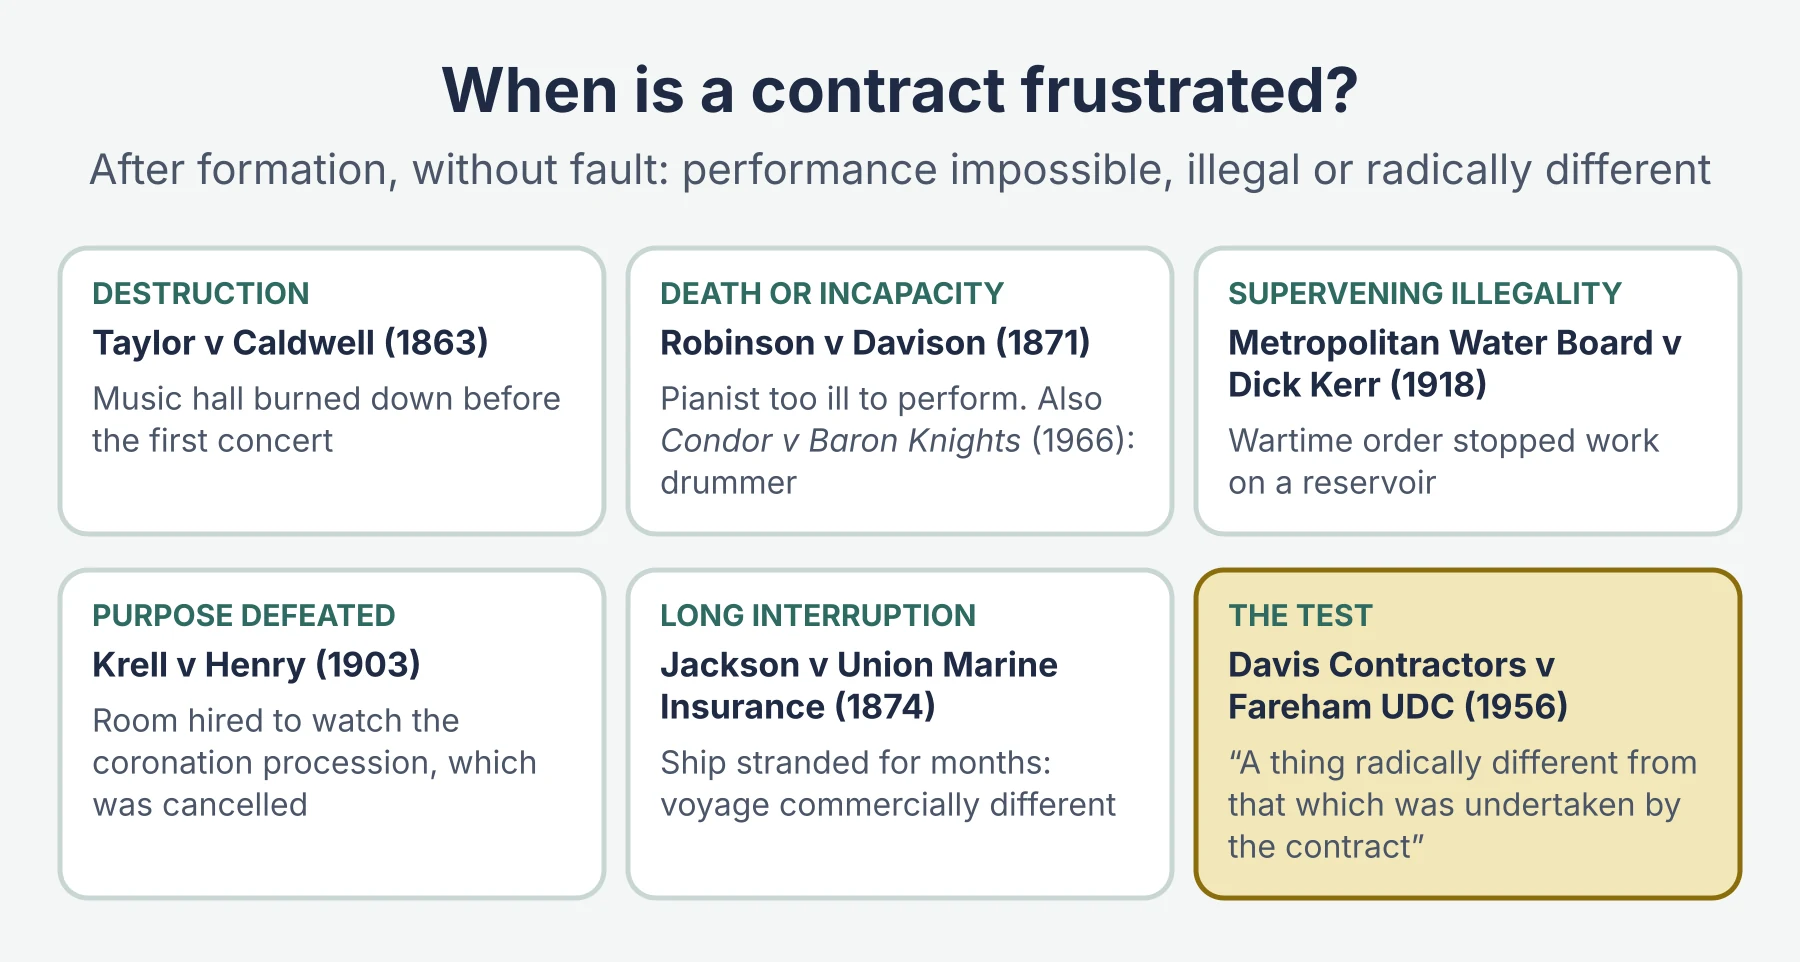 When is a contract frustrated?
After formation, without fault: performance impossible, illegal or radically different
DESTRUCTION
Taylor v Caldwell (1863)
Music hall burned down before
the first concert
DEATH OR INCAPACITY
Robinson v Davison (1871)
Pianist too ill to perform. Also
Condor v Baron Knights (1966):
drummer
SUPERVENING ILLEGALITY
Metropolitan Water Board v
Dick Kerr (1918)
Wartime order stopped work
on a reservoir
PURPOSE DEFEATED
Krell v Henry (1903)
Room hired to watch the
coronation procession, which
was cancelled
LONG INTERRUPTION
Jackson v Union Marine
Insurance (1874)
Ship stranded for months:
voyage commercially different
THE TEST
Davis Contractors v
Fareham UDC (1956)
“A thing radically different from
that which was undertaken by
the contract”